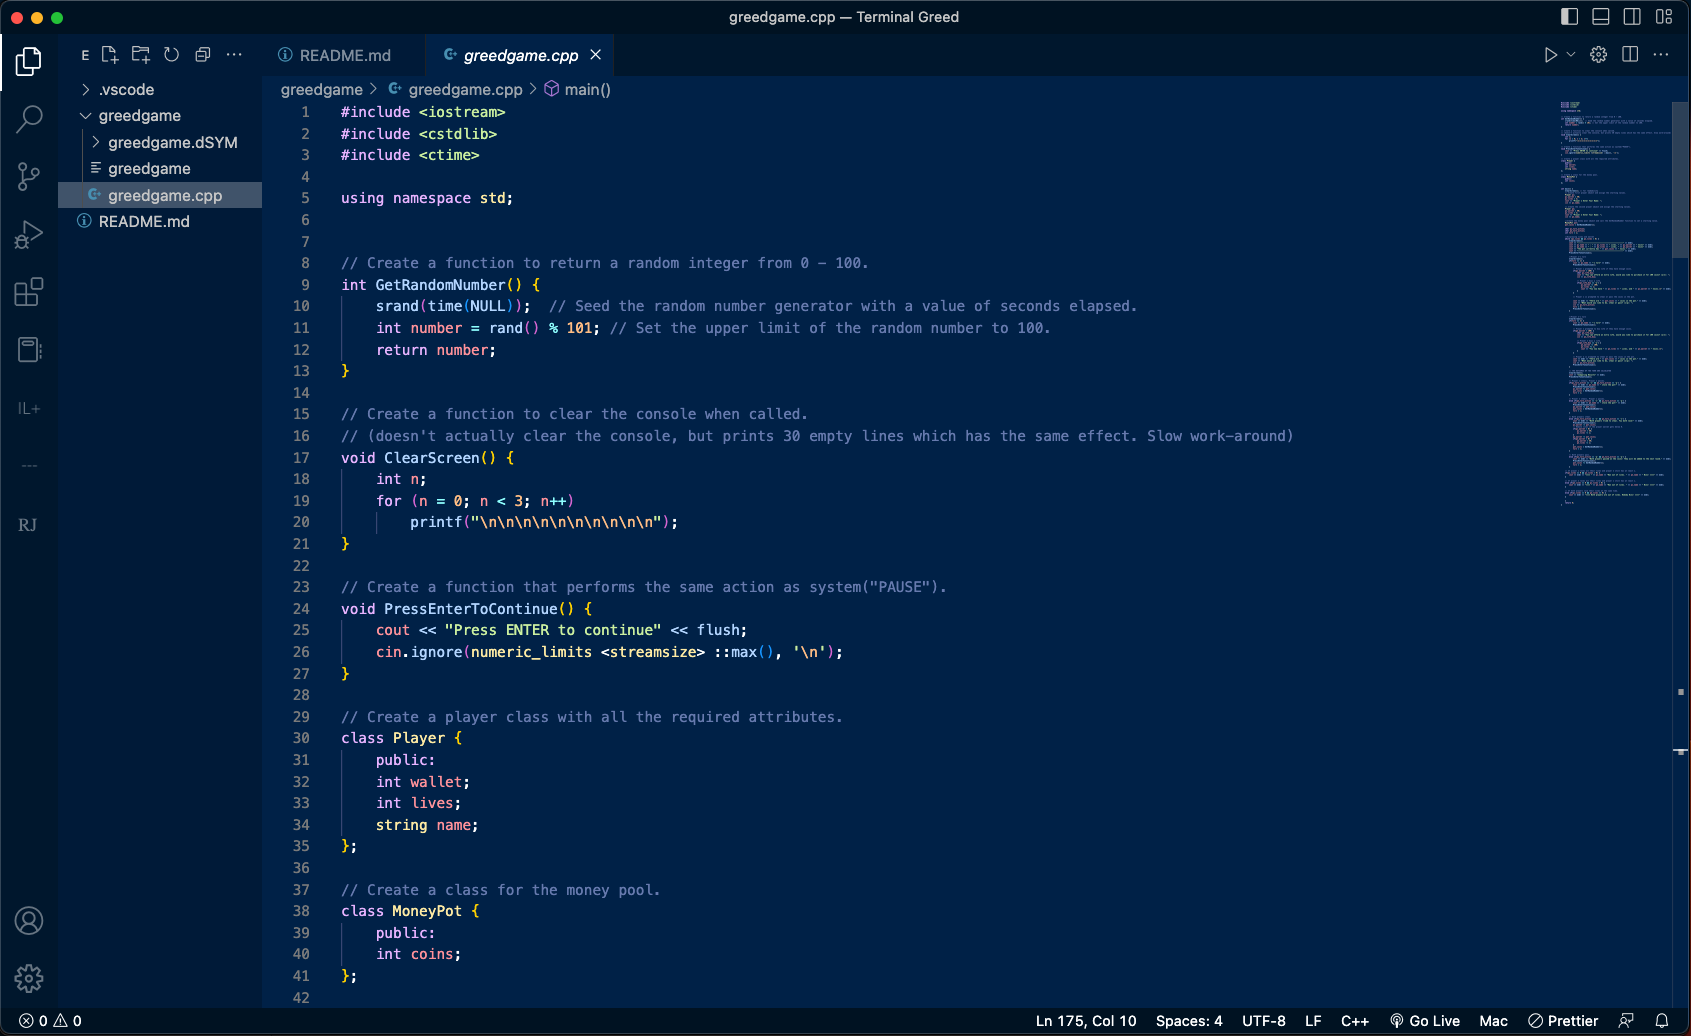 greedgame.cpp — Terminal Greed
E
README.md
greedgame.cpp
.vscode
greedgame
greedgame.dSYM
greedgame
greedgame.cpp
README.md
IL+
---
RJ
greedgame > greedgame.cpp > main()
1 #include <iostream>
2 #include <cstdlib>
3 #include <ctime>
4
5 using namespace std;
6
7
8 // Create a function to return a random integer from 0 - 100.
9 int GetRandomNumber() {
10 srand(time(NULL)); // Seed the random number generator with a value of seconds elapsed.
11 int number = rand() % 101; // Set the upper limit of the random number to 100.
12 return number;
13 }
14
15 // Create a function to clear the console when called.
16 // (doesn't actually clear the console, but prints 30 empty lines which has the same effect. Slow work-around)
17 void ClearScreen() {
18 int n;
19 for (n = 0; n < 3; n++)
20 printf("\n\n\n\n\n\n\n\n\n\n");
21 }
22
23 // Create a function that performs the same action as system("PAUSE").
24 void PressEnterToContinue() {
25 cout << "Press ENTER to continue" << flush;
26 cin.ignore(numeric_limits <streamsize> ::max(), '\n');
27 }
28
29 // Create a player class with all the required attributes.
30 class Player {
31 public:
32 int wallet;
33 int lives;
34 string name;
35 };
36
37 // Create a class for the money pool.
38 class MoneyPot {
39 public:
40 int coins;
41 };
42
0 0
Ln 175, Col 10 Spaces: 4 UTF-8 LF C++ Go Live Mac Prettier